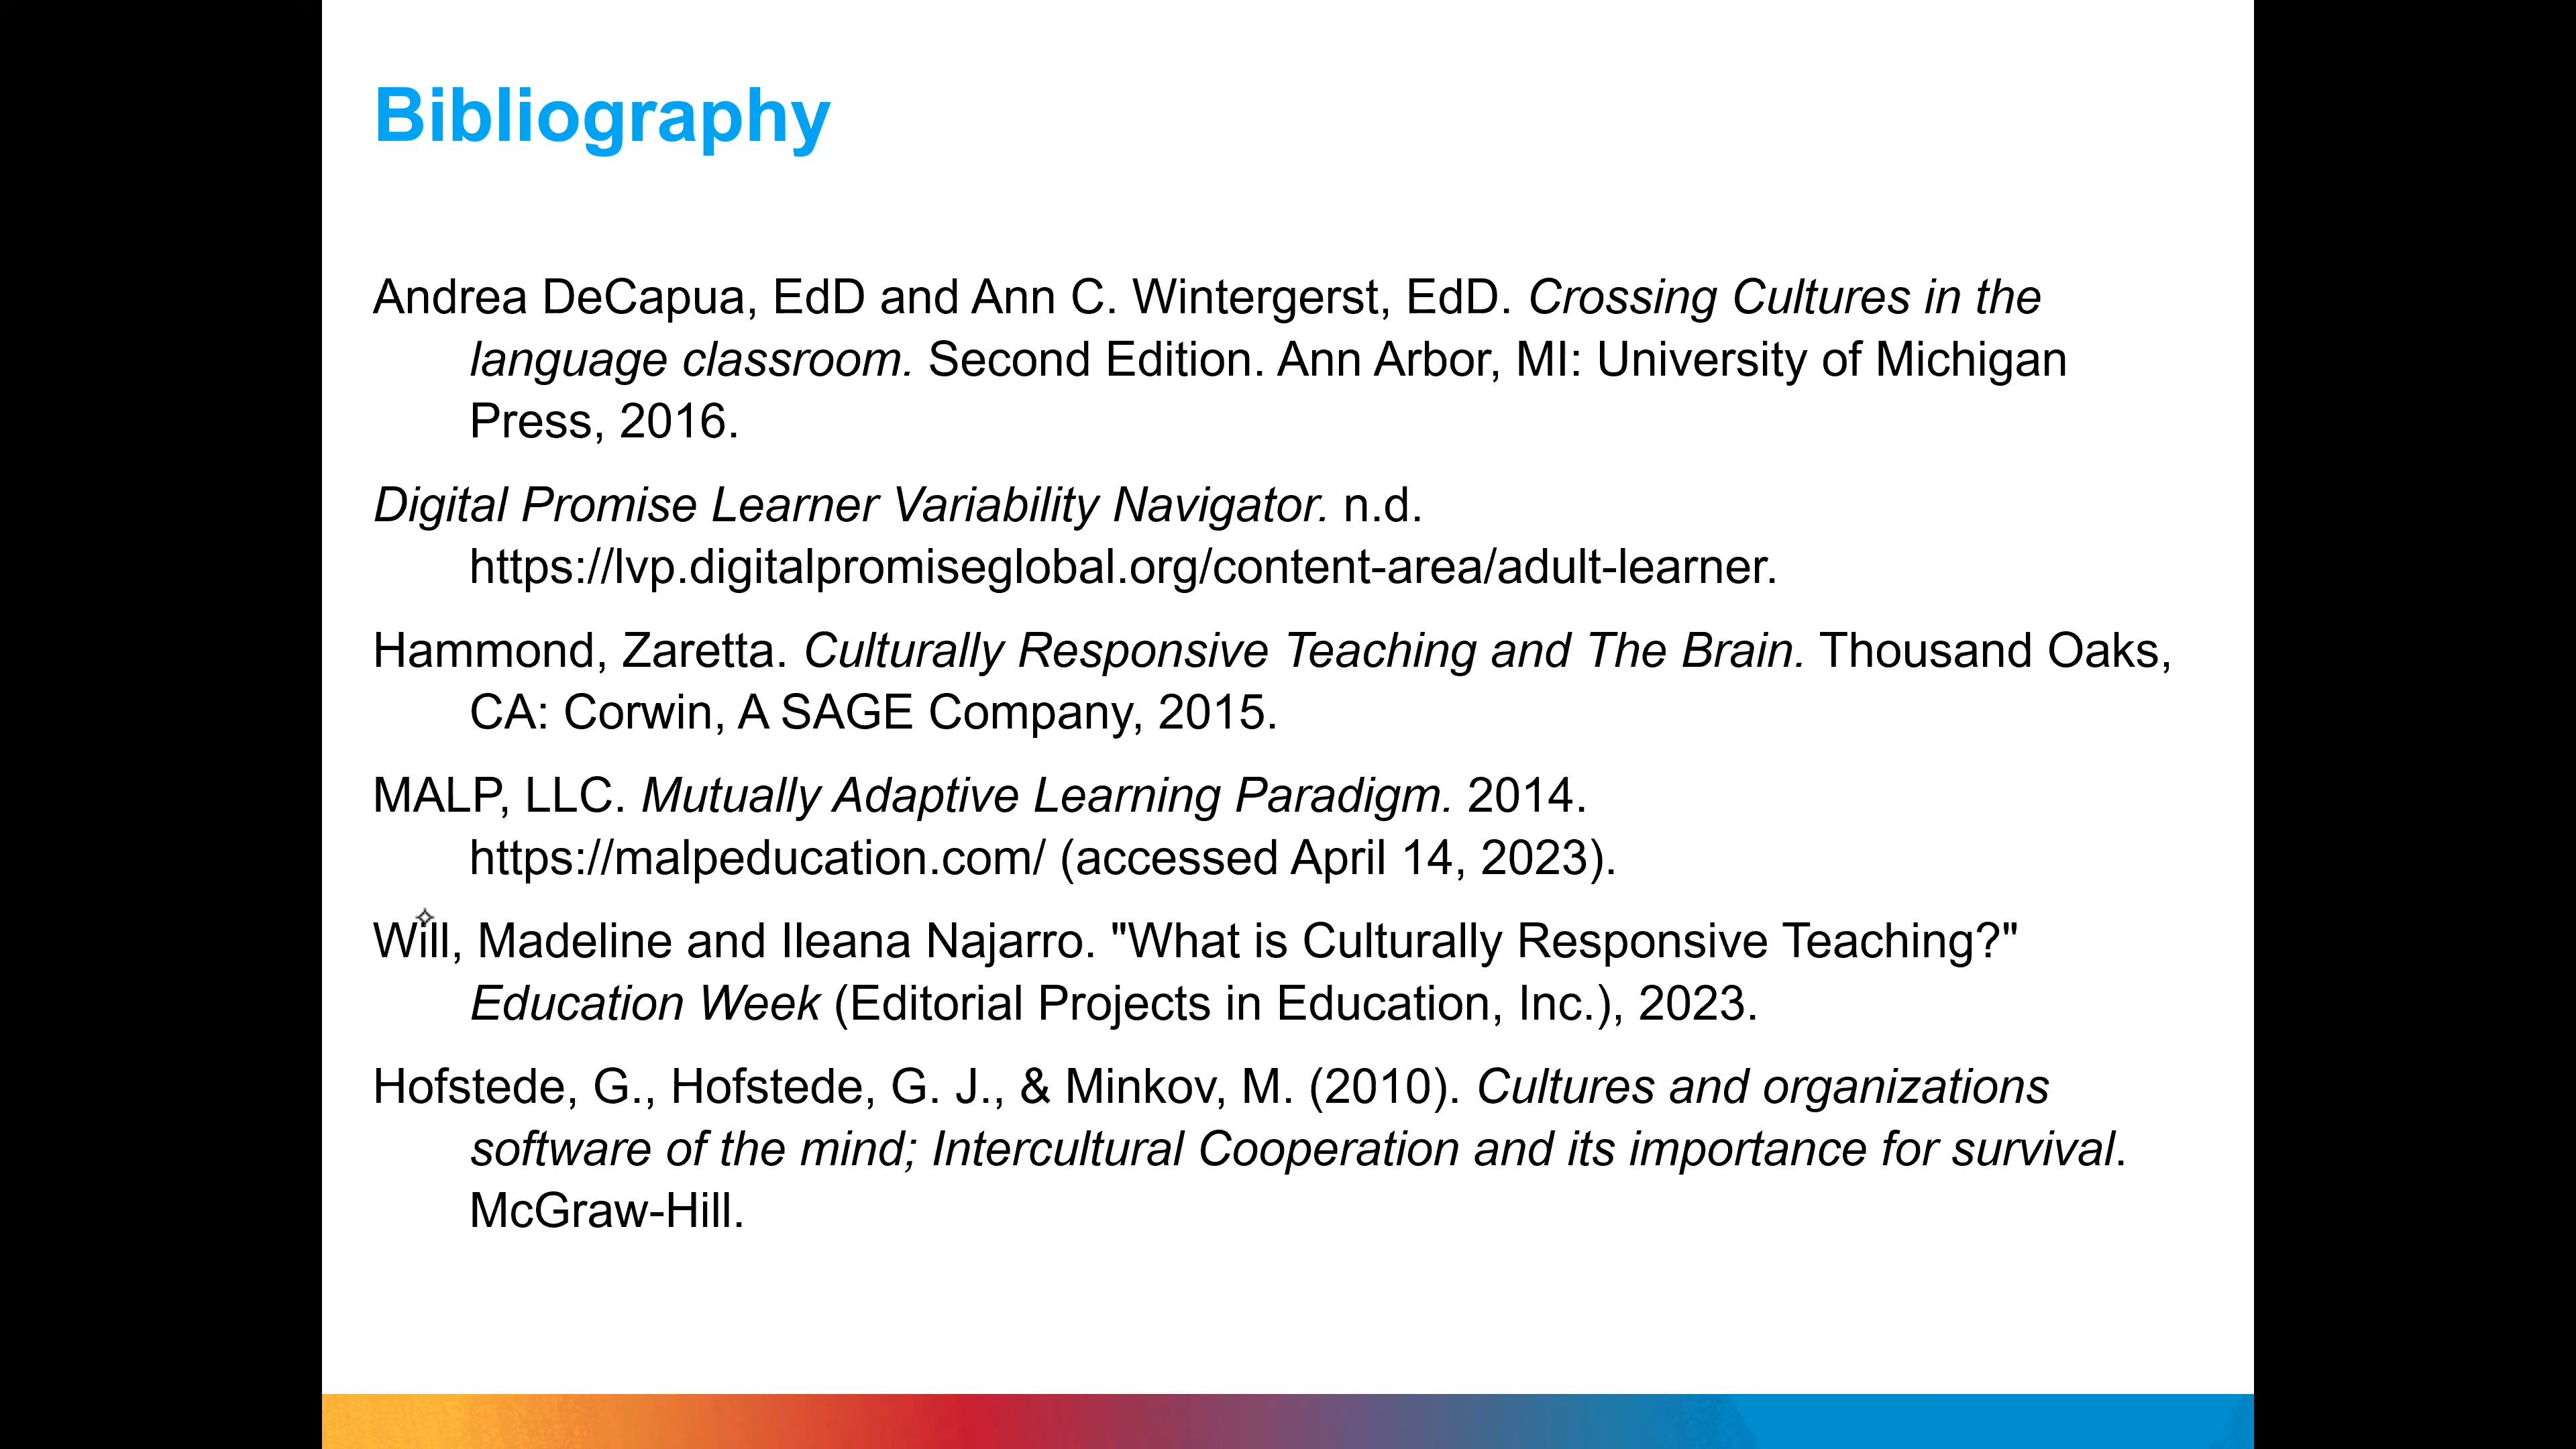 Bibliography
Andrea DeCapua, EdD and Ann C. Wintergerst, EdD. Crossing Cultures in the
language classroom. Second Edition. Ann Arbor, MI: University of Michigan
Press, 2016.
Digital Promise Learner Variability Navigator. n.d.
https://lvp.digitalpromiseglobal.org/content-area/adult-learner.
Hammond, Zaretta. Culturally Responsive Teaching and The Brain. Thousand Oaks,
CA: Corwin, A SAGE Company, 2015.
MALP, LLC. Mutually Adaptive Learning Paradigm. 2014.
https://malpeducation.com/ (accessed April 14, 2023).
Will, Madeline and Ileana Najarro. "What is Culturally Responsive Teaching?"
Education Week (Editorial Projects in Education, Inc.), 2023.
Hofstede, G., Hofstede, G. J., & Minkov, M. (2010). Cultures and organizations
software of the mind; Intercultural Cooperation and its importance for survival.
McGraw-Hill.